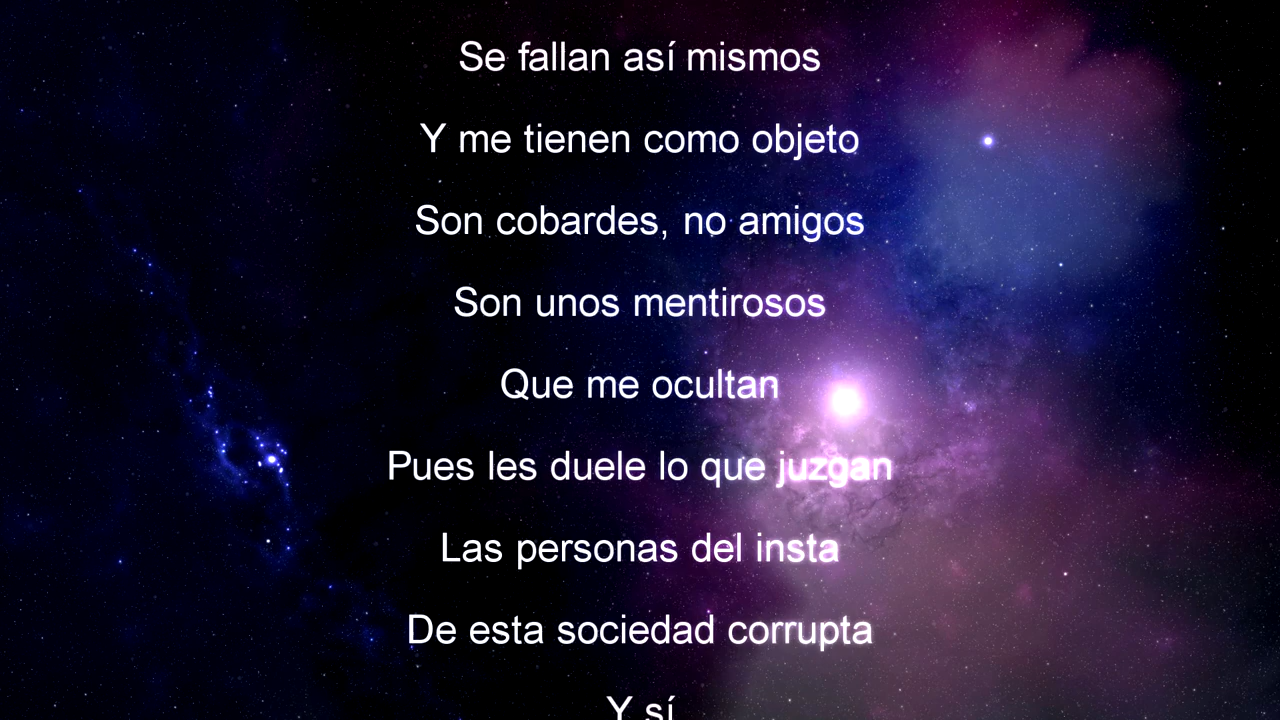 Se fallan así mismos
Y me tienen como objeto
Son cobardes, no amigos
Son unos mentirosos
Que me ocultan
Pues les duele lo que juzgan
Las personas del insta
De esta sociedad corrupta
Y sí